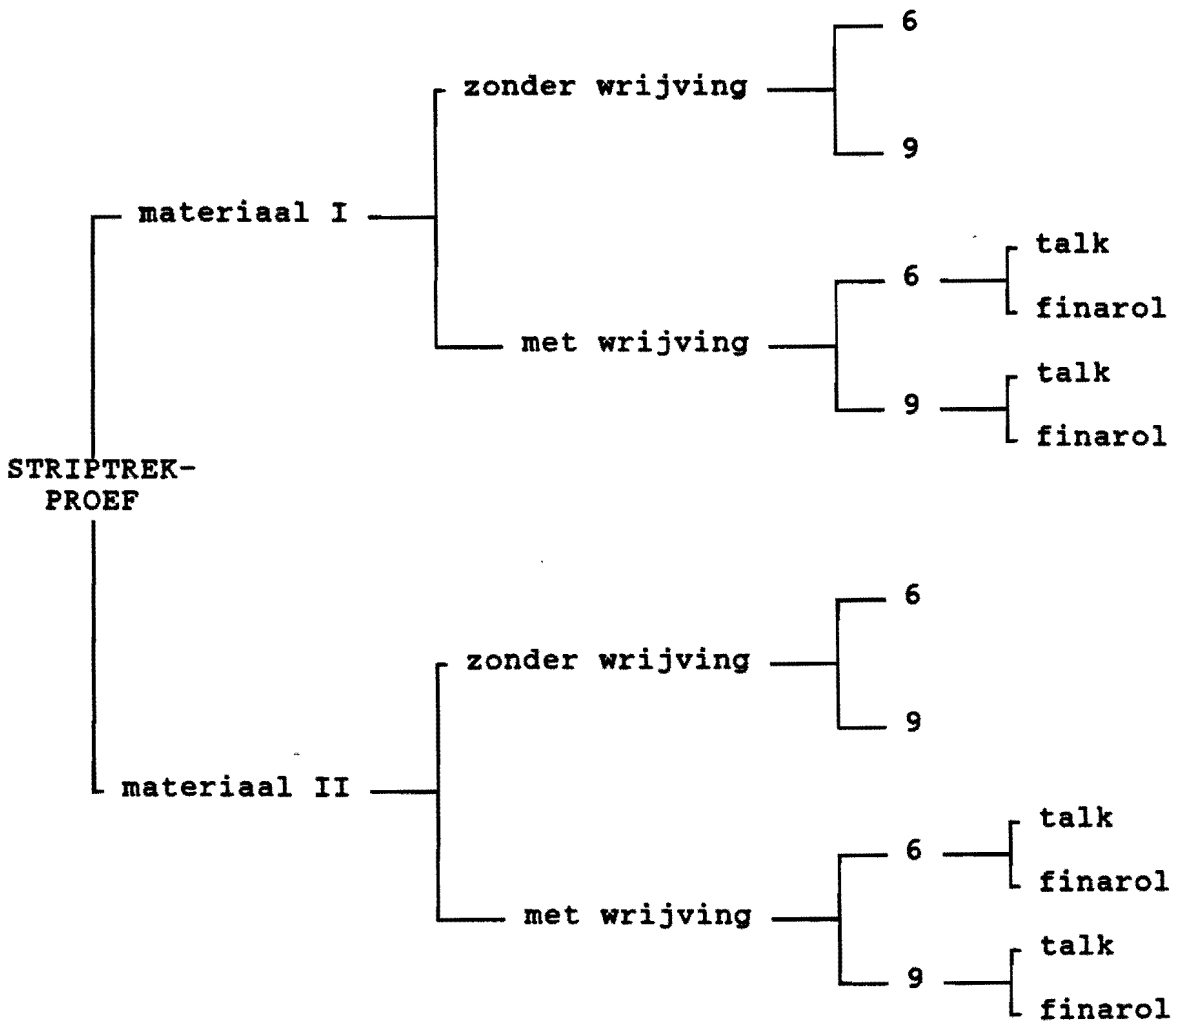 6
zonder wrijving
9
materiaal I
talk
6
finarol
met wrijving
talk
9
finarol
STRIPTREK-
PROEF
6
zonder wrijving
9
materiaal II
talk
6
finarol
met wrijving
talk
9
finarol